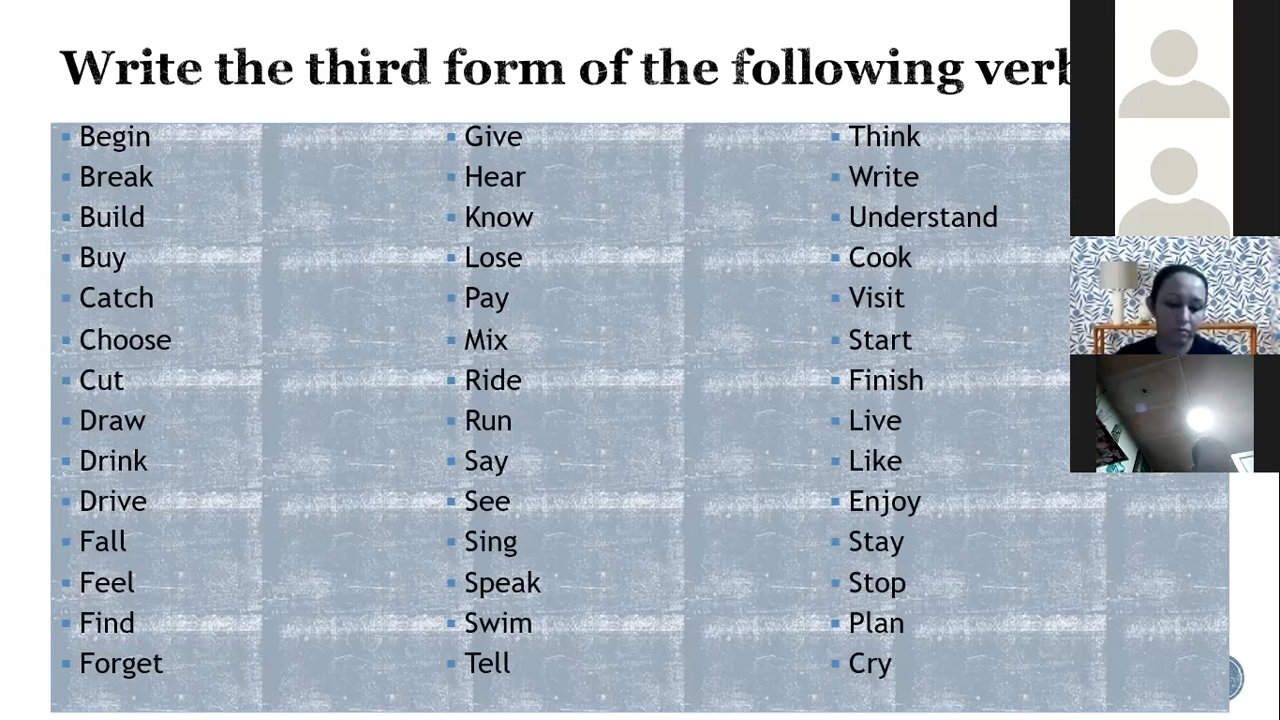 Write the third form of the following verb
Begin
Break
Build
Buy
Catch
Choose
Cut
Draw
Drink
Drive
Fall
Feel
Find
Forget
Give
Hear
Know
Lose
Pay
Mix
Ride
Run
Say
See
Sing
Speak
Swim
Tell
Think
Write
Understand
Cook
Visit
Start
Finish
Live
Like
Enjoy
Stay
Stop
Plan
Cry